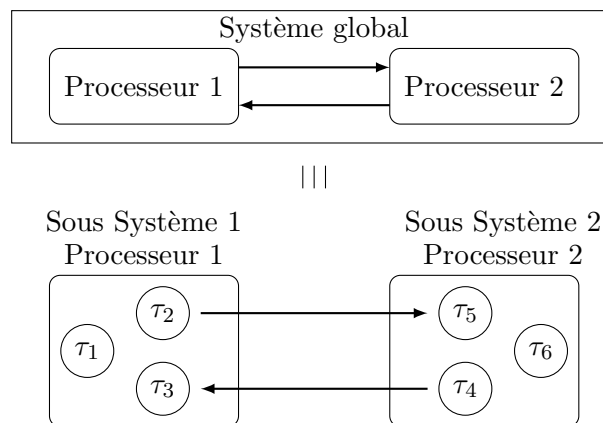 Système global
Processeur 1 Processeur 2
|||
Sous Système 1 Sous Système 2
Processeur 1 Processeur 2
τ2 τ5
τ1 τ6
τ3 τ4